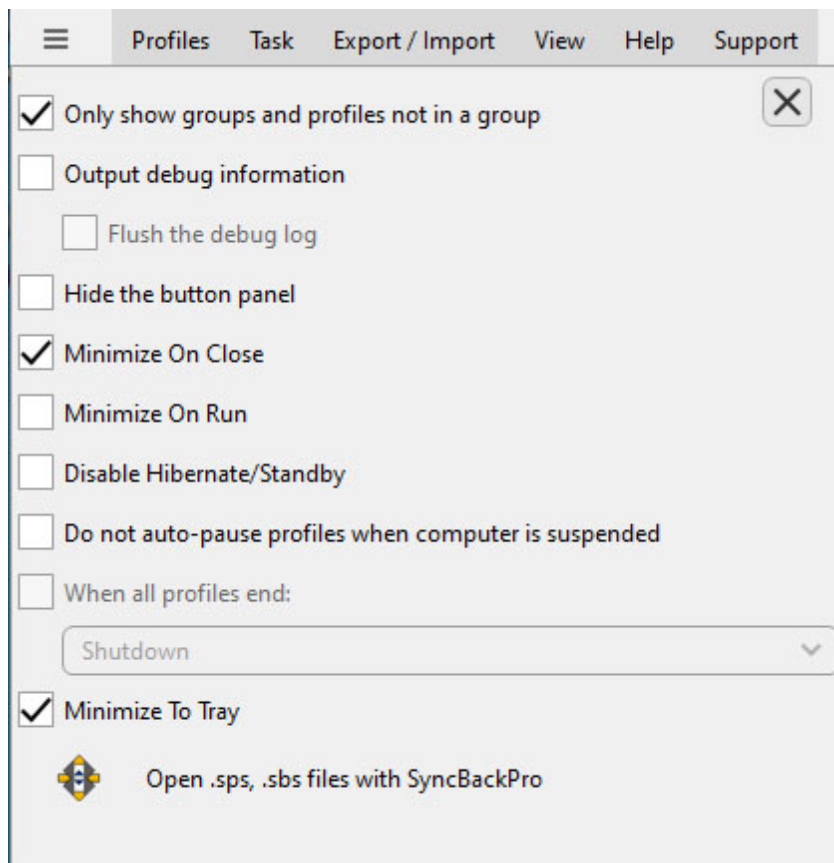 Profiles Task Export / Import View Help Support
Only show groups and profiles not in a group
Output debug information
Flush the debug log
Hide the button panel
Minimize On Close
Minimize On Run
Disable Hibernate/Standby
Do not auto-pause profiles when computer is suspended
When all profiles end:
Shutdown
Minimize To Tray
Open .sps, .sbs files with SyncBackPro